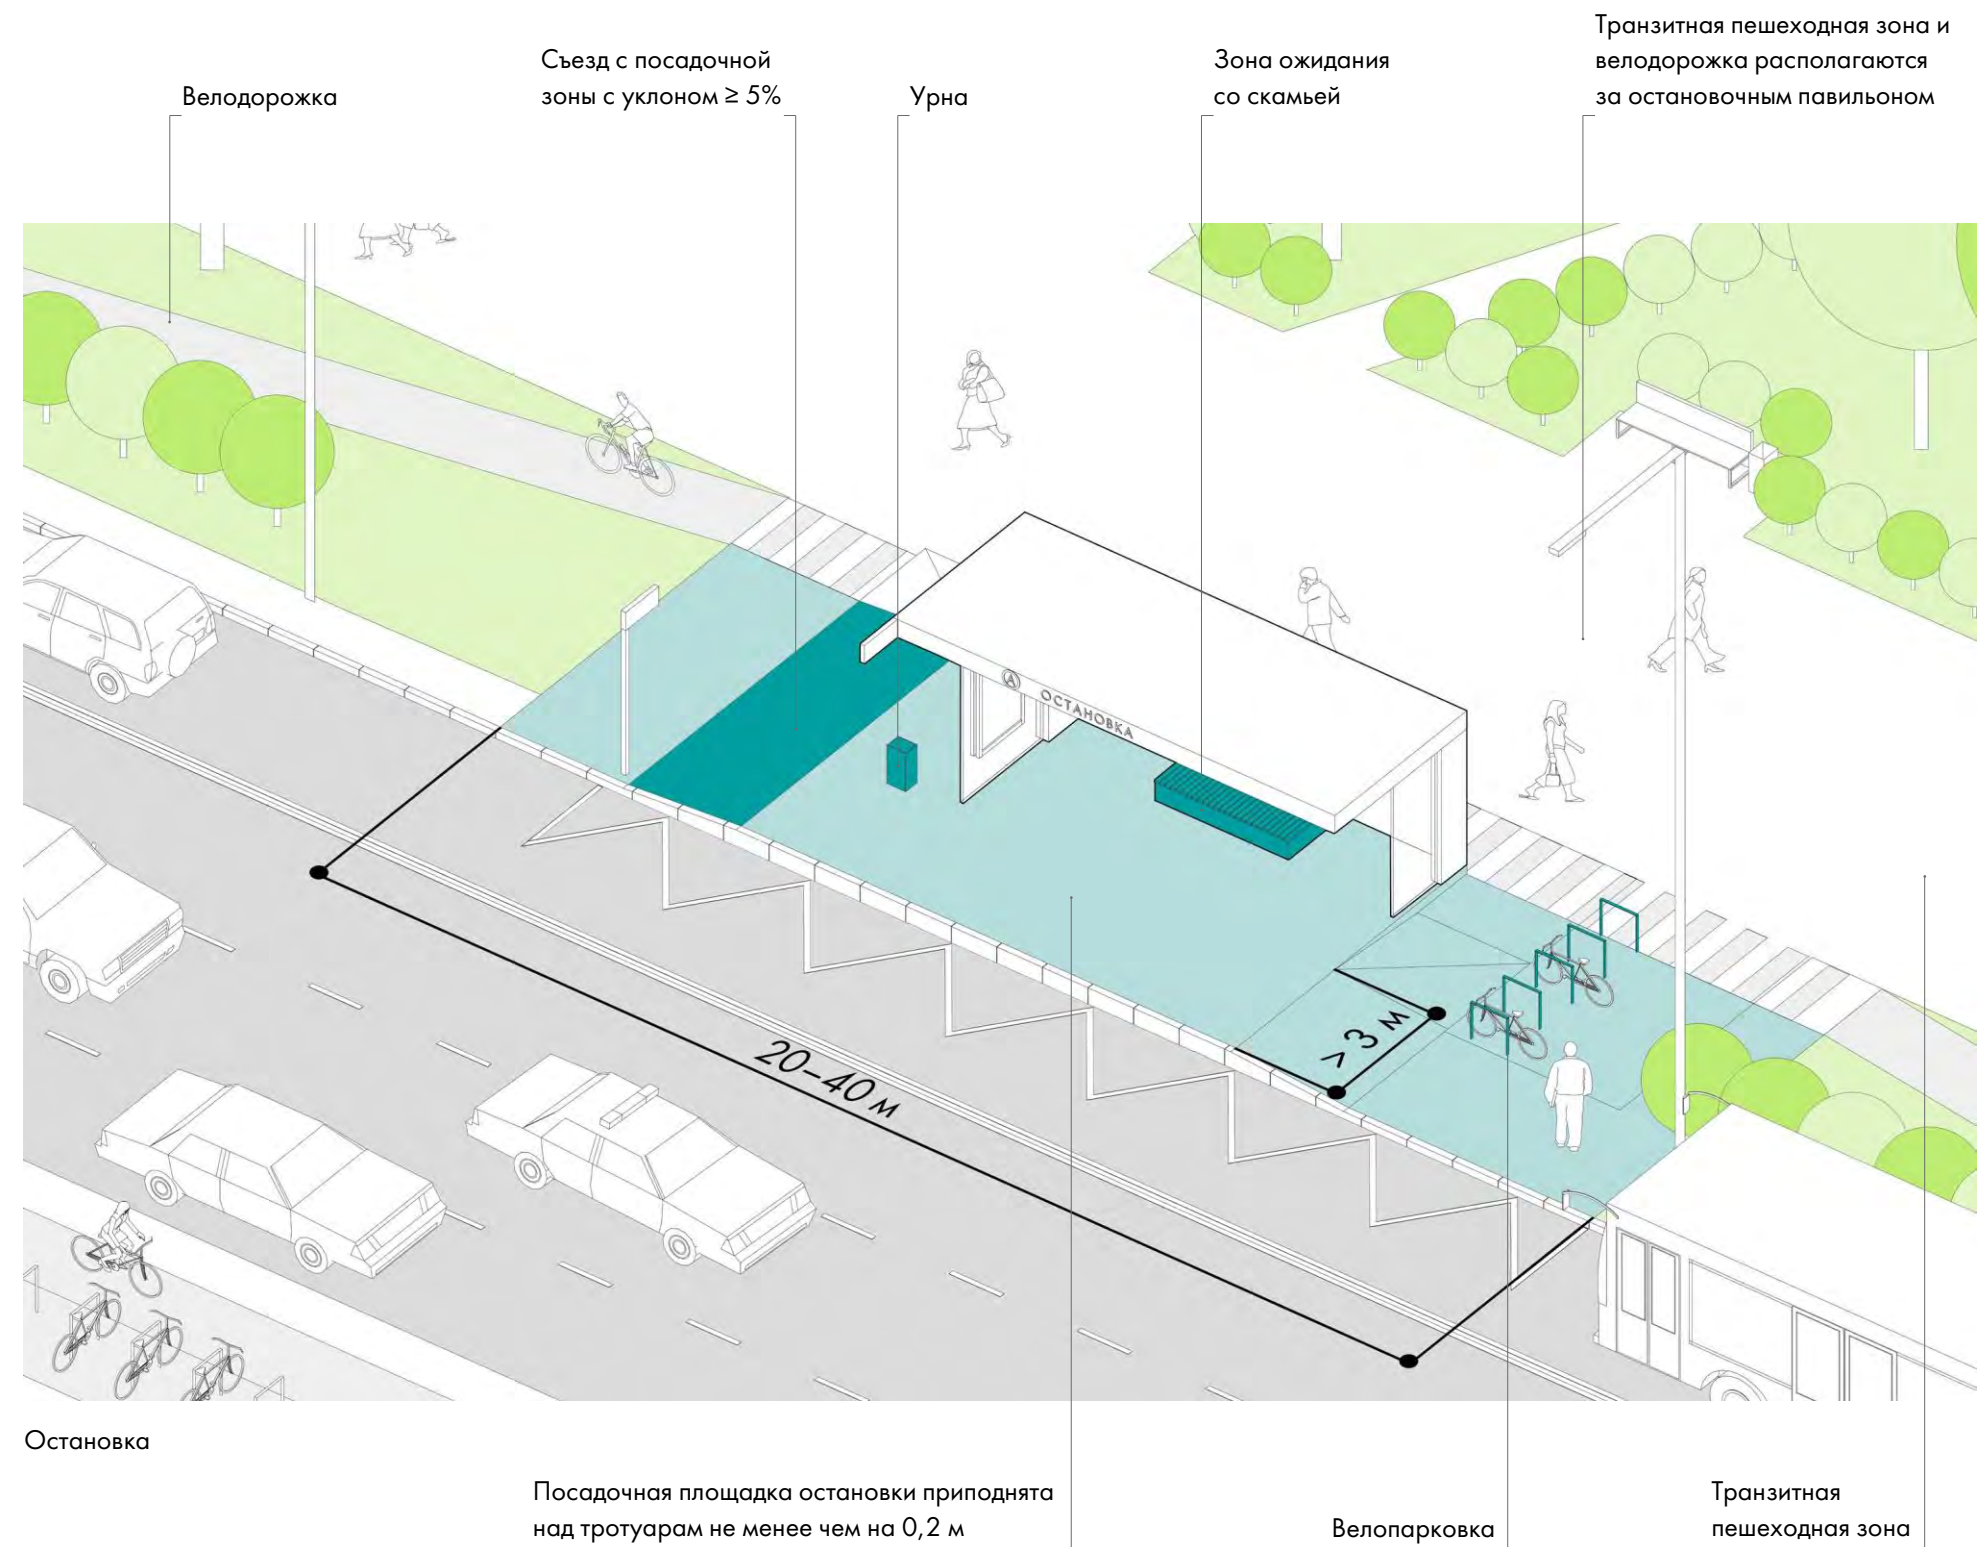 Транзитная пешеходная зона и
велодорожка располагаются
за остановочным павильоном
Съезд с посадочной
зоны с уклоном ≥ 5%
Зона ожидания
со скамьей
Велодорожка
Урна
А ОСТАНОВКА
> 3 м
20–40 м
Остановка
Посадочная площадка остановки приподнята
над тротуарам не менее чем на 0,2 м
Велопарковка
Транзитная
пешеходная зона